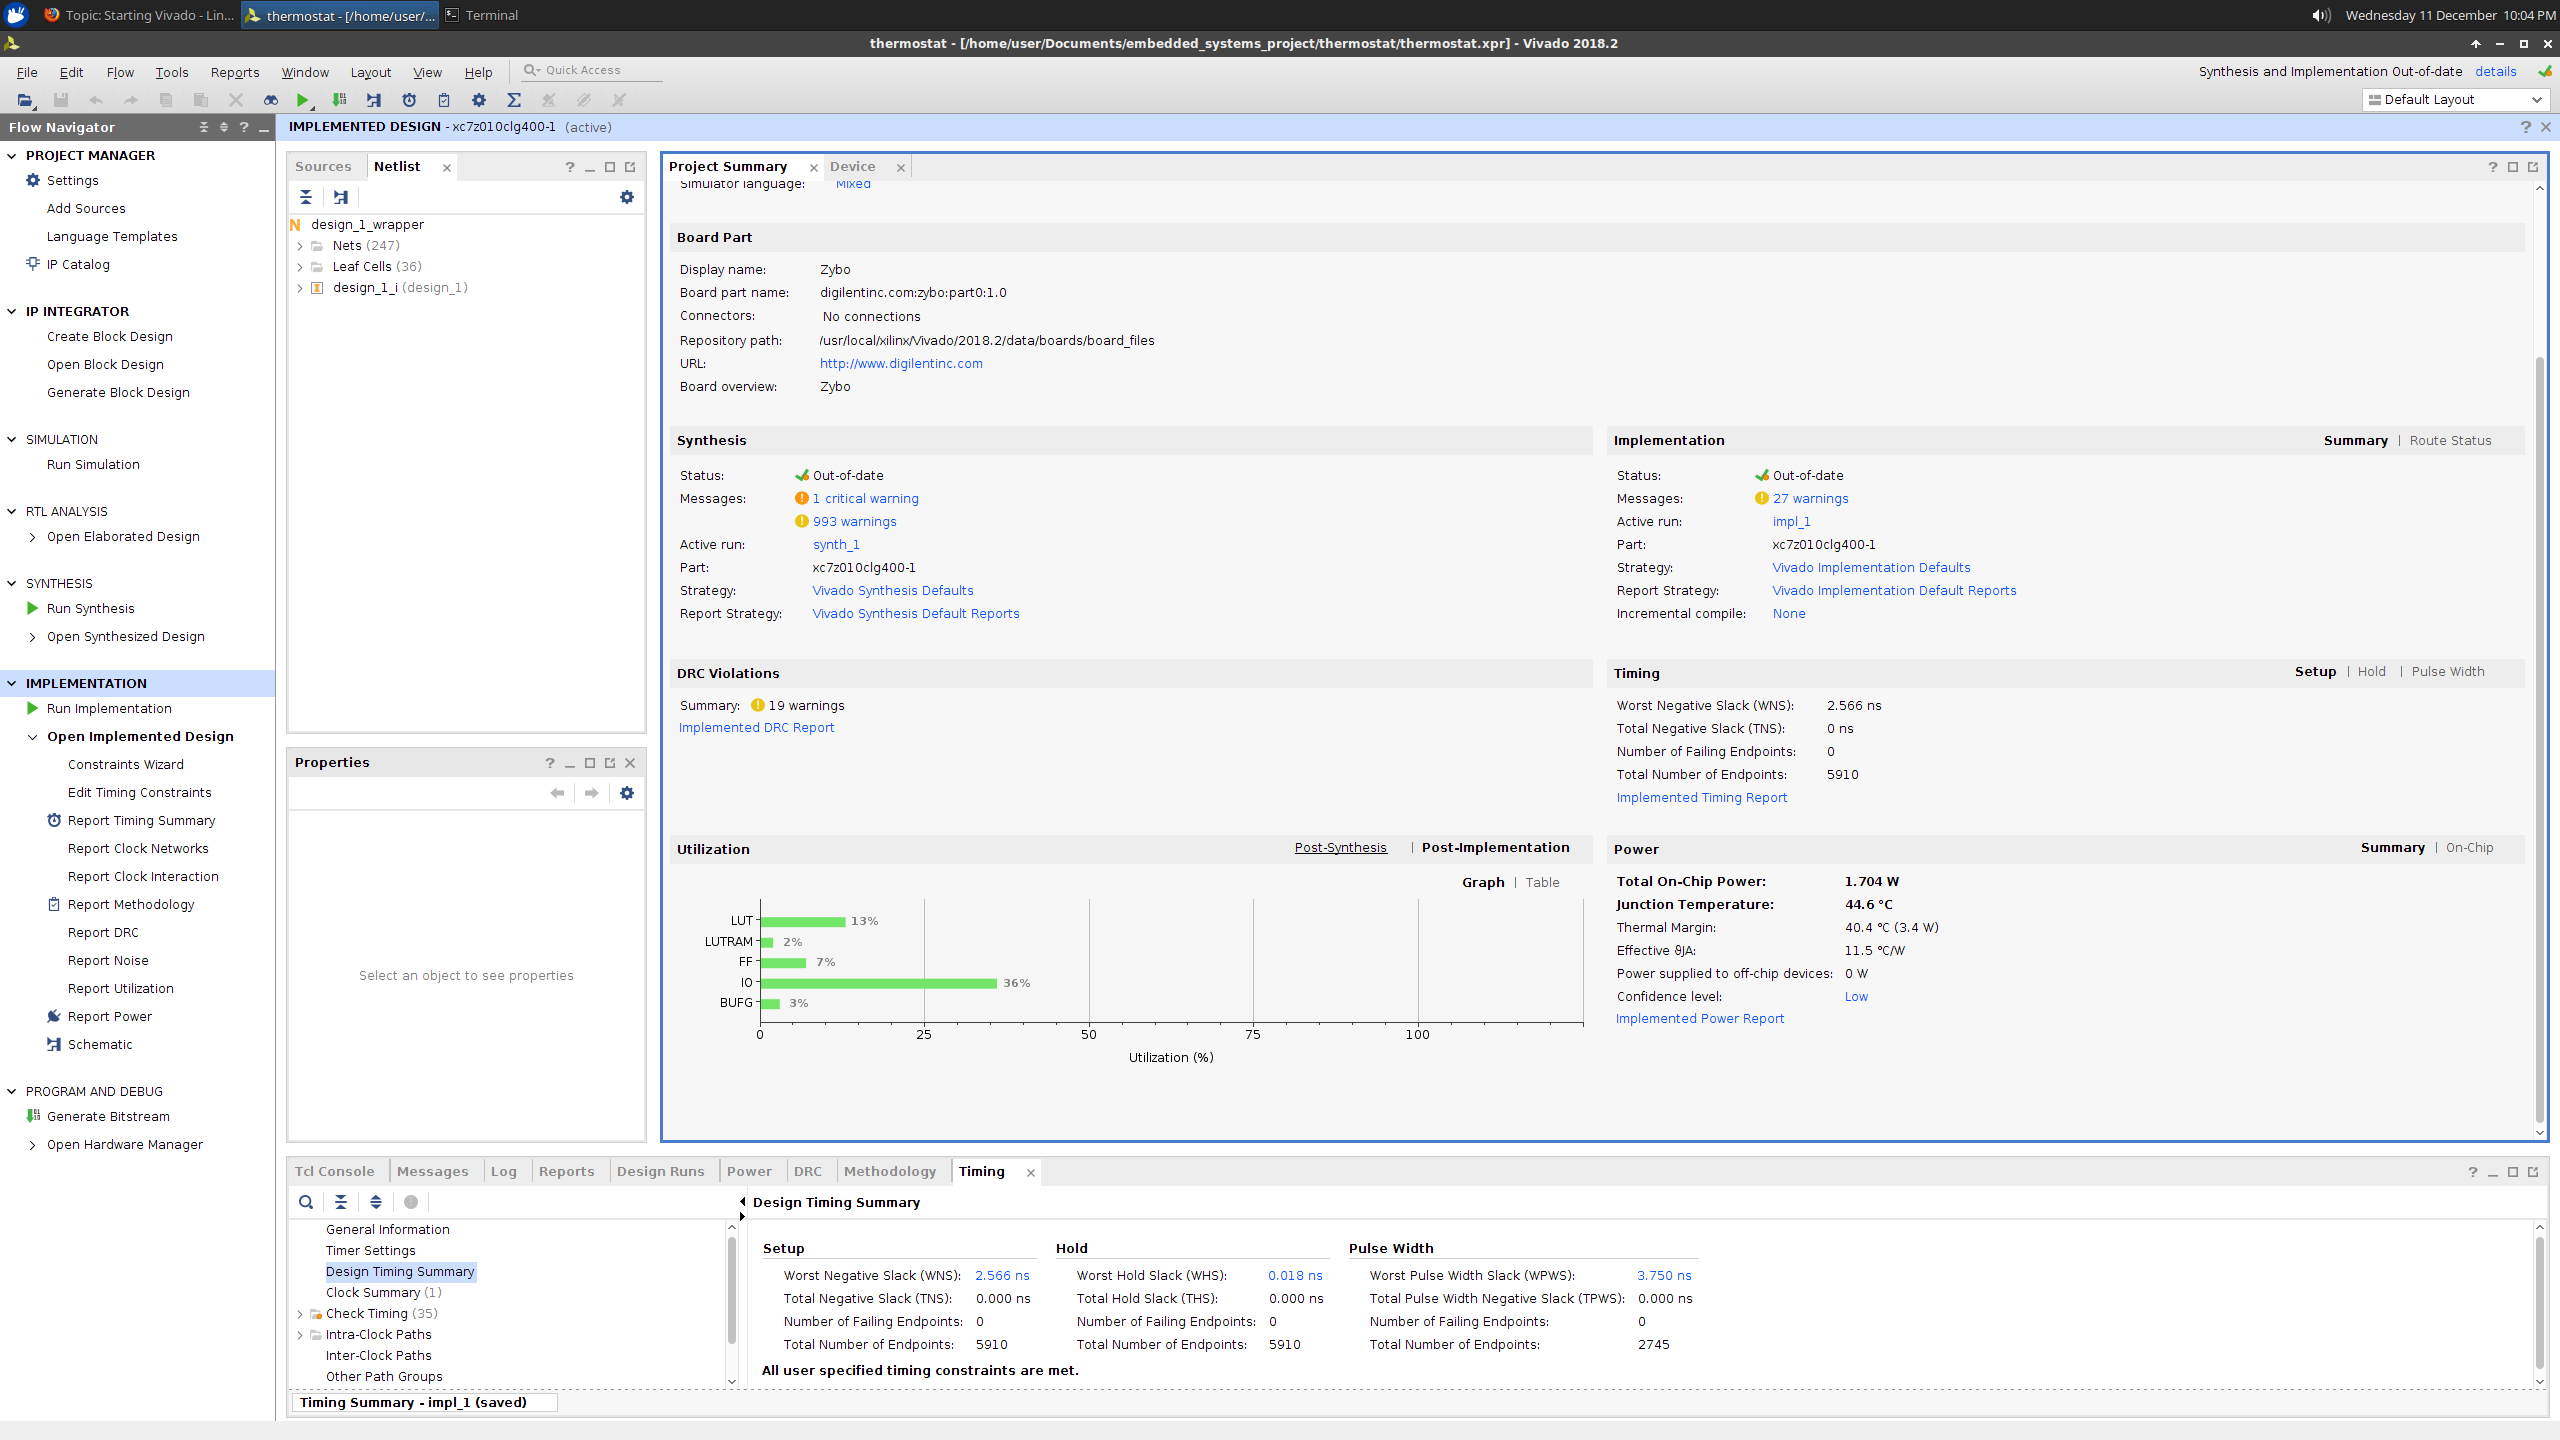 Topic: Starting Vivado - Lin...
thermostat - [/home/user/...
Terminal
Wednesday 11 December 10:04 PM
thermostat - [/home/user/Documents/embedded_systems_project/thermostat/thermostat.xpr] - Vivado 2018.2
File Edit Flow Tools Reports Window Layout View Help
Quick Access
Synthesis and Implementation Out-of-date details
Default Layout
Flow Navigator
IMPLEMENTED DESIGN - xc7z010clg400-1 (active)
PROJECT MANAGER
Settings
Add Sources
Language Templates
IP Catalog
IP INTEGRATOR
Create Block Design
Open Block Design
Generate Block Design
SIMULATION
Run Simulation
RTL ANALYSIS
Open Elaborated Design
SYNTHESIS
Run Synthesis
Open Synthesized Design
IMPLEMENTATION
Run Implementation
Open Implemented Design
Constraints Wizard
Edit Timing Constraints
Report Timing Summary
Report Clock Networks
Report Clock Interaction
Report Methodology
Report DRC
Report Noise
Report Utilization
Report Power
Schematic
PROGRAM AND DEBUG
Generate Bitstream
Open Hardware Manager
Sources Netlist
N design_1_wrapper
Nets (247)
Leaf Cells (36)
design_1_i (design_1)
Properties
Select an object to see properties
Project Summary Device
Simulator language: Mixed
Board Part
Display name: Zybo
Board part name: digilentinc.com:zybo:part0:1.0
Connectors: No connections
Repository path: /usr/local/xilinx/Vivado/2018.2/data/boards/board_files
URL: http://www.digilentinc.com
Board overview: Zybo
Synthesis
Status: Out-of-date
Messages: 1 critical warning
993 warnings
Active run: synth_1
Part: xc7z010clg400-1
Strategy: Vivado Synthesis Defaults
Report Strategy: Vivado Synthesis Default Reports
Implementation Summary | Route Status
Status: Out-of-date
Messages: 27 warnings
Active run: impl_1
Part: xc7z010clg400-1
Strategy: Vivado Implementation Defaults
Report Strategy: Vivado Implementation Default Reports
Incremental compile: None
DRC Violations
Summary: 19 warnings
Implemented DRC Report
Timing Setup | Hold | Pulse Width
Worst Negative Slack (WNS): 2.566 ns
Total Negative Slack (TNS): 0 ns
Number of Failing Endpoints: 0
Total Number of Endpoints: 5910
Implemented Timing Report
Utilization Post-Synthesis | Post-Implementation
Graph | Table
LUT 13%
LUTRAM 2%
FF 7%
IO 36%
BUFG 3%
0 25 50 75 100
Utilization (%)
Power Summary | On-Chip
Total On-Chip Power: 1.704 W
Junction Temperature: 44.6 °C
Thermal Margin: 40.4 °C (3.4 W)
Effective ϑJA: 11.5 °C/W
Power supplied to off-chip devices: 0 W
Confidence level: Low
Implemented Power Report
Tcl Console Messages Log Reports Design Runs Power DRC Methodology Timing
General Information
Timer Settings
Design Timing Summary
Clock Summary (1)
Check Timing (35)
Intra-Clock Paths
Inter-Clock Paths
Other Path Groups
Design Timing Summary
Setup Hold Pulse Width
Worst Negative Slack (WNS): 2.566 ns Worst Hold Slack (WHS): 0.018 ns Worst Pulse Width Slack (WPWS): 3.750 ns
Total Negative Slack (TNS): 0.000 ns Total Hold Slack (THS): 0.000 ns Total Pulse Width Negative Slack (TPWS): 0.000 ns
Number of Failing Endpoints: 0 Number of Failing Endpoints: 0 Number of Failing Endpoints: 0
Total Number of Endpoints: 5910 Total Number of Endpoints: 5910 Total Number of Endpoints: 2745
All user specified timing constraints are met.
Timing Summary - impl_1 (saved)